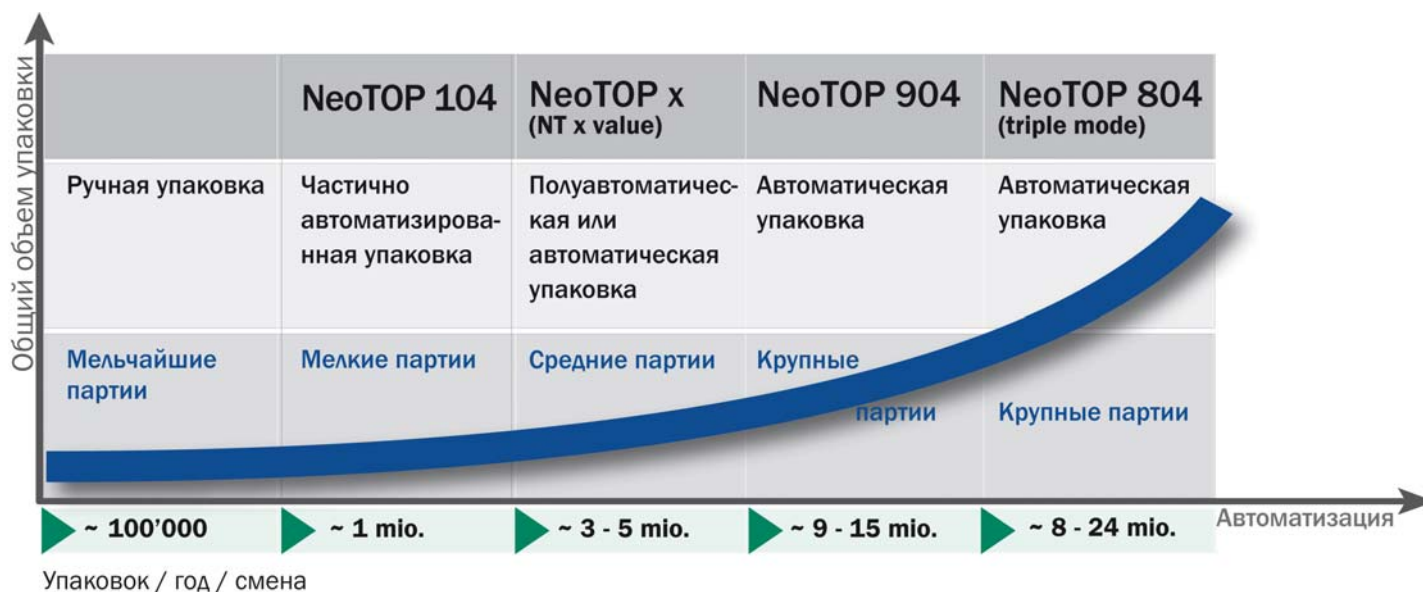 Общий объем упаковки
NeoTOP 104
NeoTOP x
(NT x value)
NeoTOP 904
NeoTOP 804
(triple mode)
Ручная упаковка
Частично
автоматизирова-
нная упаковка
Полуавтоматичес-
кая или
автоматическая
упаковка
Автоматическая
упаковка
Автоматическая
упаковка
Мельчайшие
партии
Мелкие партии
Средние партии
Крупные
партии
Крупные партии
~ 100'000
~ 1 mio.
~ 3 - 5 mio.
~ 9 - 15 mio.
~ 8 - 24 mio.
Автоматизация
Упаковок / год / смена